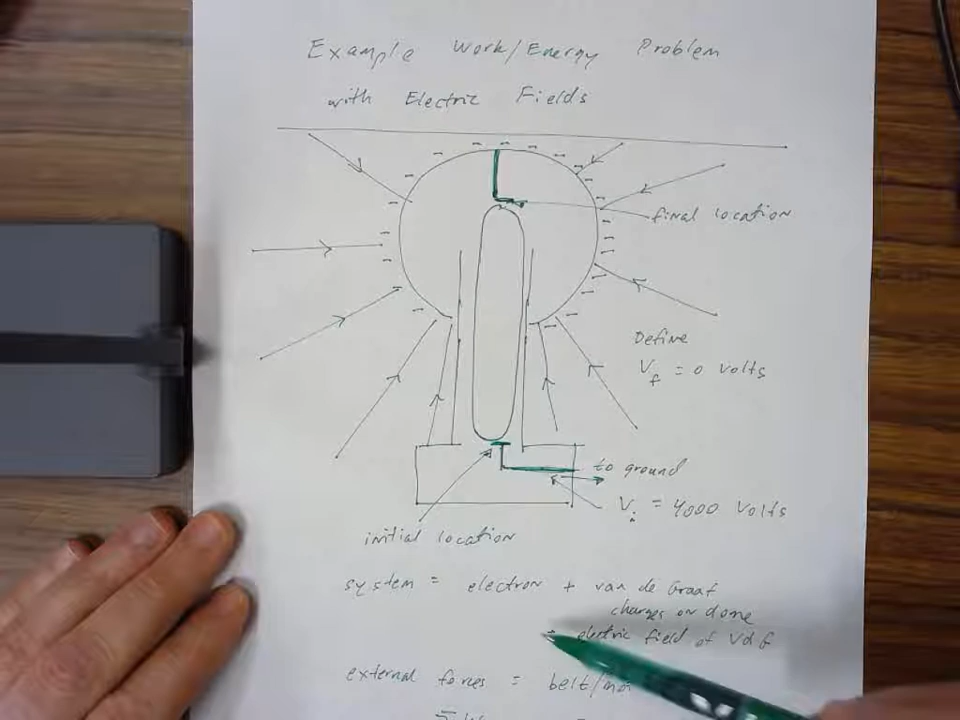 Example Work/Energy Problem
with Electric Fields
final location
Define
V_f = 0 volts
to ground
V_i = 4000 Volts
initial location
system = electron + van de Graaf
charges on dome
+ electric field of VdG
external forces = belt/mot